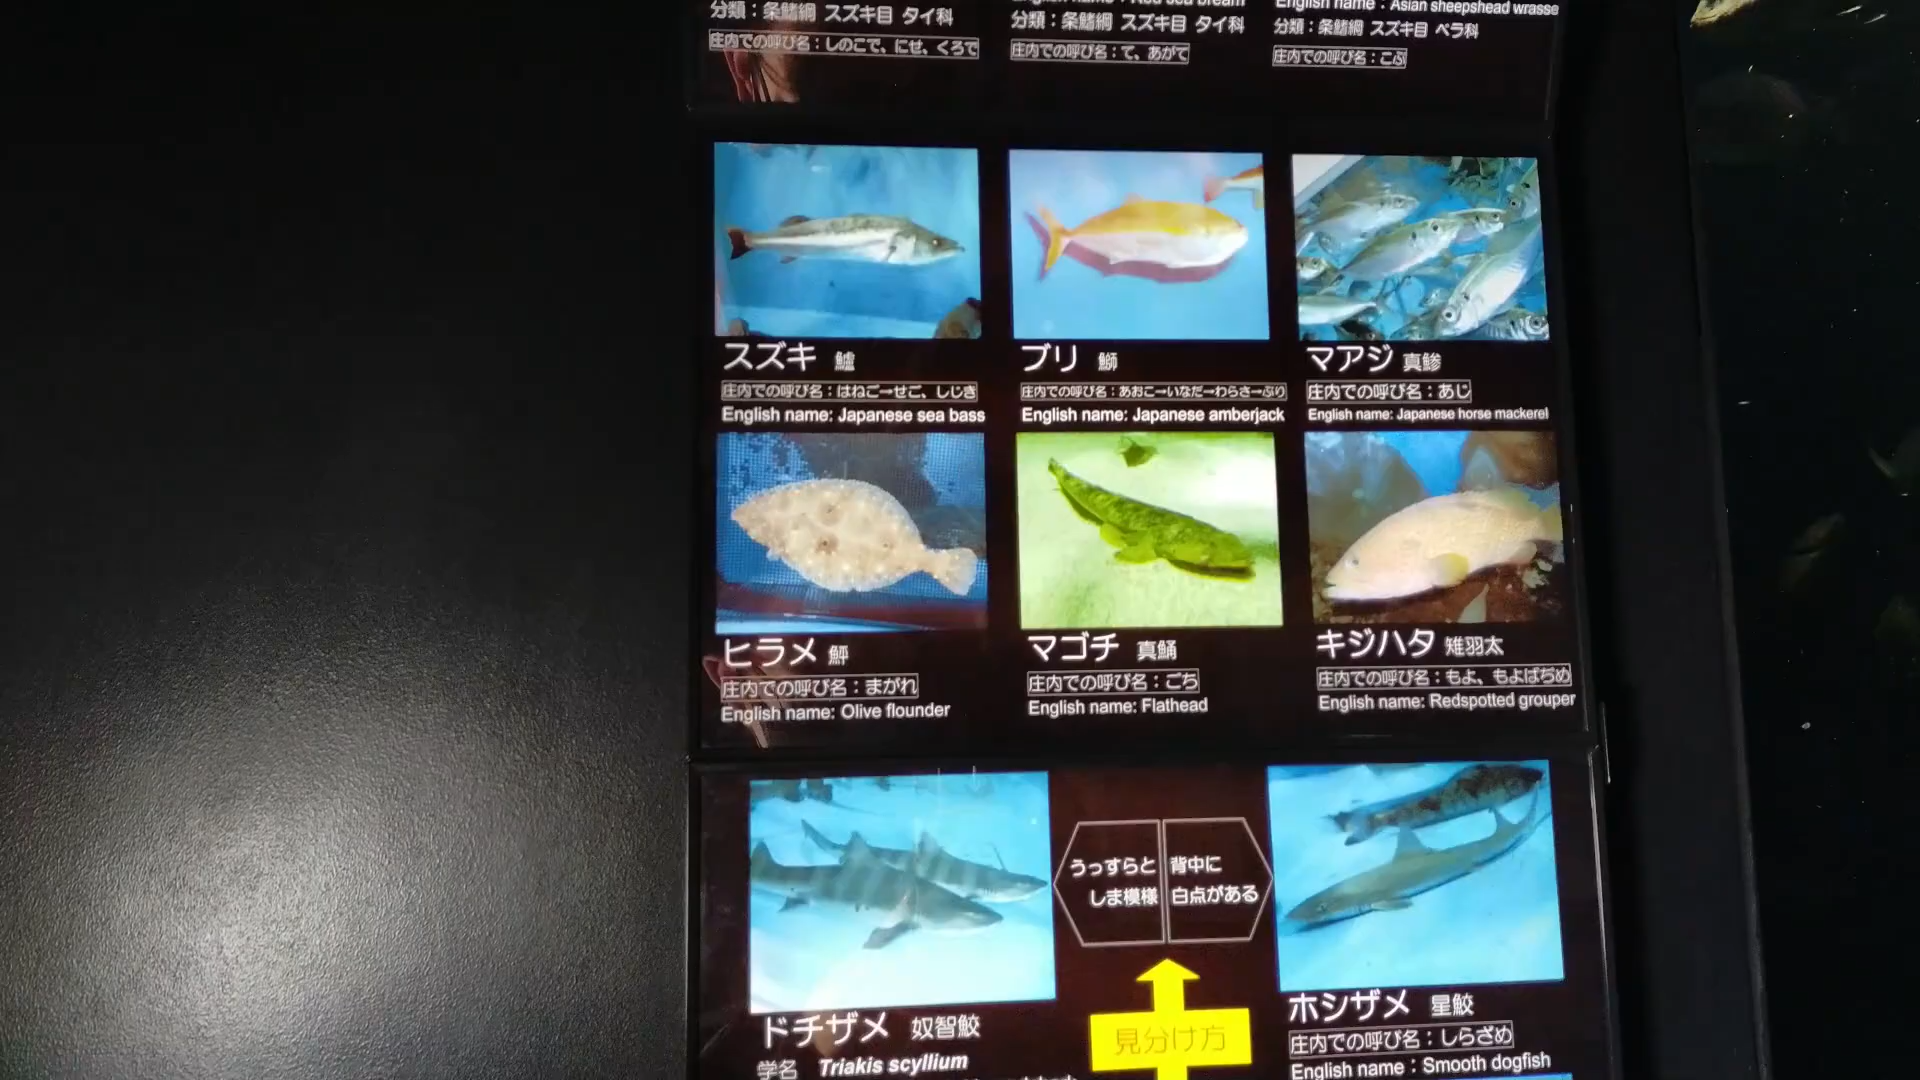 English name : Red sea bream
English name : Asian sheepshead wrasse
分類：条鰭綱 スズキ目 タイ科
分類：条鰭綱 スズキ目 タイ科
分類：条鰭綱 スズキ目 ベラ科
庄内での呼び名：しのこで、にせ、くろで
庄内での呼び名：て、あがて
庄内での呼び名：こぶ
スズキ 鱸
庄内での呼び名：はねご→せご、しじぎ
English name: Japanese sea bass
ブリ 鰤
庄内での呼び名：あおこ→いなだ→わらさ→ぶり
English name: Japanese amberjack
マアジ 真鯵
庄内での呼び名：あじ
English name: Japanese horse mackerel
ヒラメ 鮃
庄内での呼び名：まがれ
English name: Olive flounder
マゴチ 真鯒
庄内での呼び名：ごち
English name: Flathead
キジハタ 雉羽太
庄内での呼び名：もよ、もよばぢめ
English name: Redspotted grouper
うっすらと
しま模様
背中に
白点がある
見分け方
ドチザメ 奴智鮫
学名 Triakis scyllium
ホシザメ 星鮫
庄内での呼び名：しらざめ
English name : Smooth dogfish